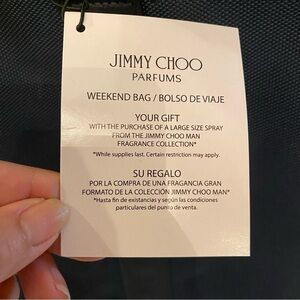 JIMMY CHOO
PARFUMS
WEEKEND BAG / BOLSO DE VIAJE
YOUR GIFT
WITH THE PURCHASE OF A LARGE SIZE SPRAY
FROM THE JIMMY CHOO MAN
FRAGRANCE COLLECTION*
*While supplies last. Certain restriction may apply.
SU REGALO
POR LA COMPRA DE UNA FRAGANCIA GRAN
FORMATO DE LA COLECCIÓN JIMMY CHOO MAN*
*Hasta fin de existancias y según las condiciones
particulares del punto de venta.